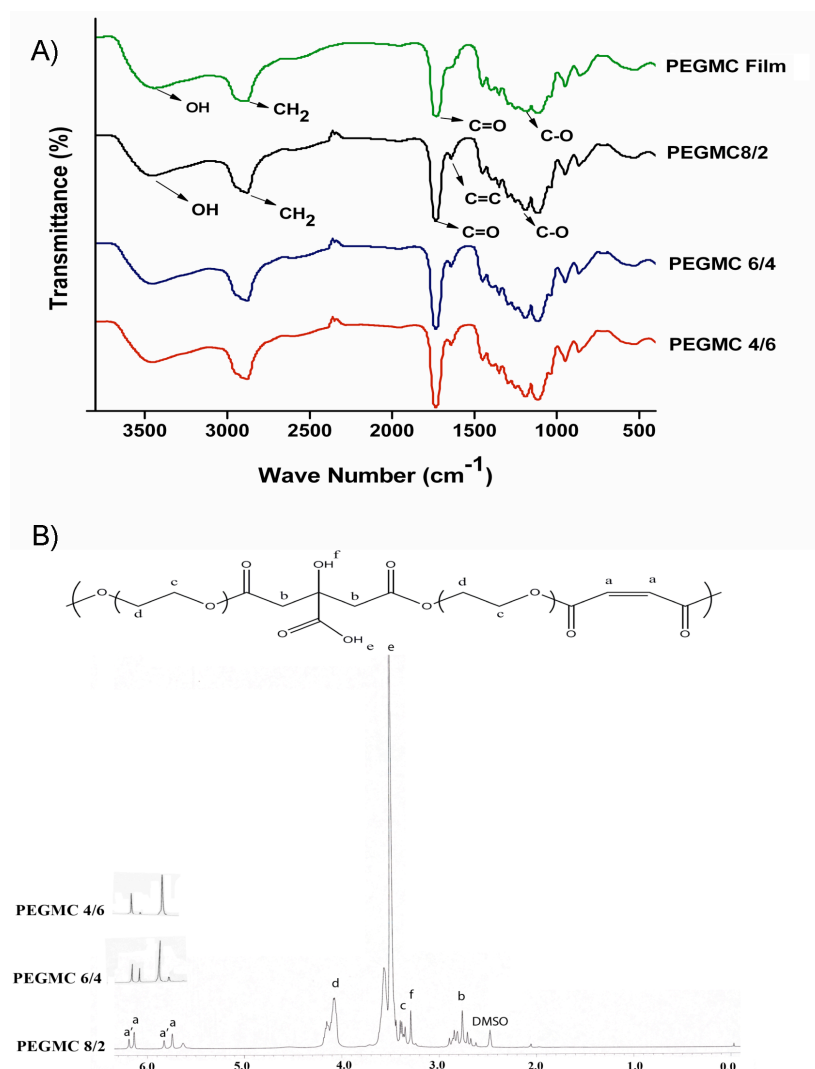 A)
PEGMC Film
OH
CH2
C=O
C-O
PEGMC8/2
OH
CH2
C=C
C=O
C-O
PEGMC 6/4
PEGMC 4/6
Transmittance (%)
3500 3000 2500 2000 1500 1000 500
Wave Number (cm-1)
B)
f
O OH O
c b b d a a
O O O O O
d c
O OH O O
e e
PEGMC 4/6
PEGMC 6/4
d
c f b
DMSO
a' a a' a
PEGMC 8/2
6.0 5.0 4.0 3.0 2.0 1.0 0.0